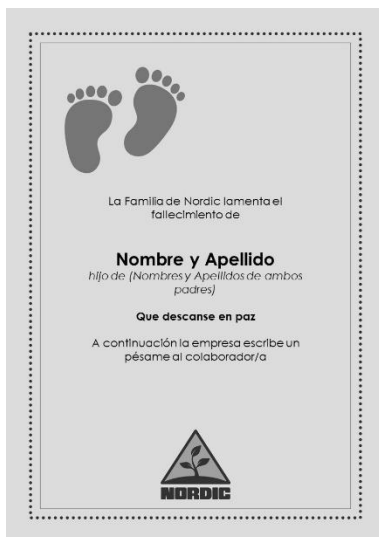 La Familia de Nordic lamenta el
fallecimiento de
Nombre y Apellido
hijo de (Nombres y Apellidos de ambos
padres)
Que descanse en paz
A continuación la empresa escribe un
pésame al colaborador/a
NORDIC